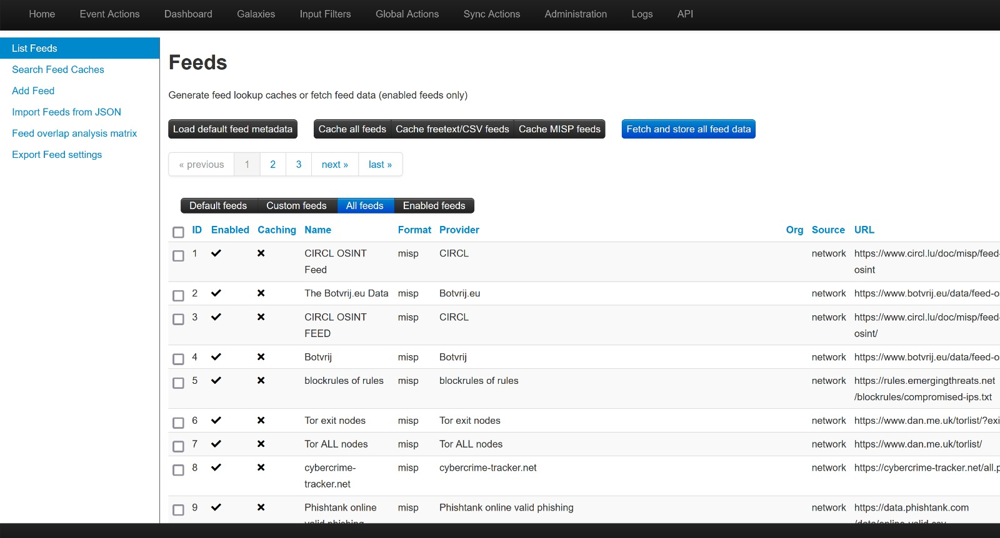 Home Event Actions Dashboard Galaxies Input Filters Global Actions Sync Actions Administration Logs API
List Feeds
Search Feed Caches
Add Feed
Import Feeds from JSON
Feed overlap analysis matrix
Export Feed settings
Feeds
Generate feed lookup caches or fetch feed data (enabled feeds only)
Load default feed metadata Cache all feeds Cache freetext/CSV feeds Cache MISP feeds Fetch and store all feed data
« previous 1 2 3 next » last »
Default feeds Custom feeds All feeds Enabled feeds
ID Enabled Caching Name Format Provider Org Source URL
1 CIRCL OSINT misp CIRCL network https://www.circl.lu/doc/misp/feed-
Feed osint
2 The Botvrij.eu Data misp Botvrij.eu network https://www.botvrij.eu/data/feed-o
3 CIRCL OSINT misp CIRCL network https://www.circl.lu/doc/misp/feed-
FEED osint/
4 Botvrij misp Botvrij network https://www.botvrij.eu/data/feed-o
5 blockrules of rules misp blockrules of rules network https://rules.emergingthreats.net
/blockrules/compromised-ips.txt
6 Tor exit nodes misp Tor exit nodes network https://www.dan.me.uk/torlist/?exi
7 Tor ALL nodes misp Tor ALL nodes network https://www.dan.me.uk/torlist/
8 cybercrime- misp cybercrime-tracker.net network https://cybercrime-tracker.net/all.p
tracker.net
9 Phishtank online misp Phishtank online valid phishing network https://data.phishtank.com
valid phishing /data/online-valid.csv